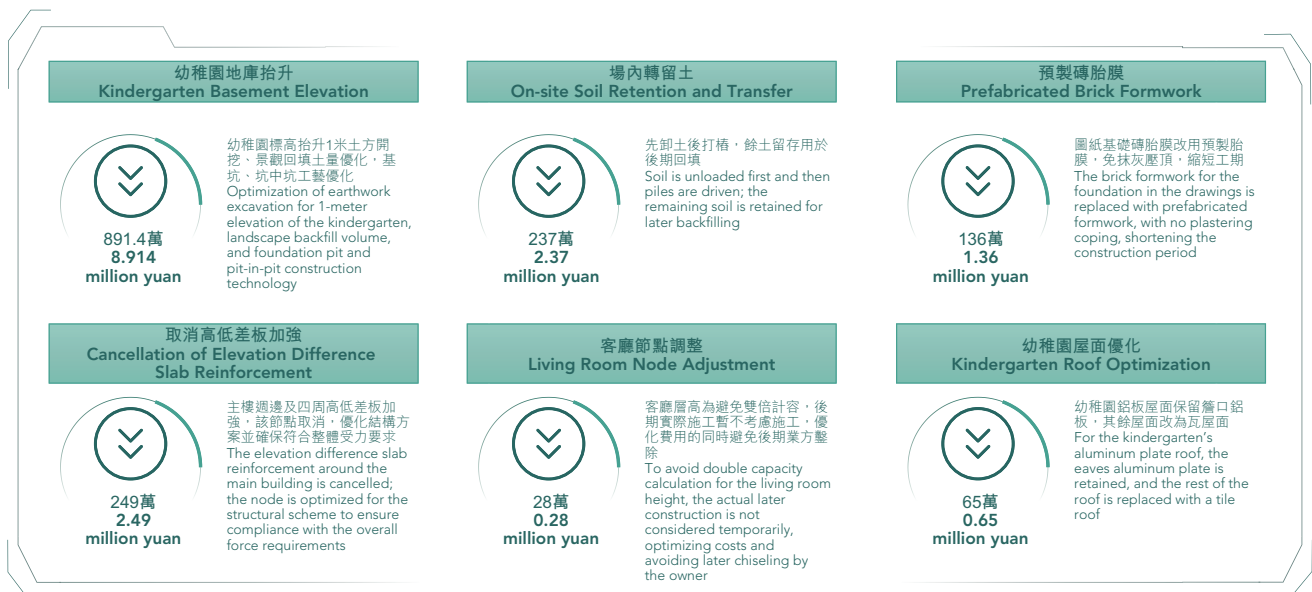 幼稚園地庫抬升
Kindergarten Basement Elevation
891.4萬
8.914
million yuan
幼稚園標高抬升1米土方開
挖、景觀回填土量優化，基
坑、坑中坑工藝優化
Optimization of earthwork
excavation for 1-meter
elevation of the kindergarten,
landscape backfill volume,
and foundation pit and
pit-in-pit construction
technology
場內轉留土
On-site Soil Retention and Transfer
237萬
2.37
million yuan
先卸土後打樁，餘土留存用於
後期回填
Soil is unloaded first and then
piles are driven; the
remaining soil is retained for
later backfilling
預製磚胎膜
Prefabricated Brick Formwork
136萬
1.36
million yuan
圖紙基礎磚胎膜改用預製胎
膜，免抹灰壓頂，縮短工期
The brick formwork for the
foundation in the drawings is
replaced with prefabricated
formwork, with no plastering
coping, shortening the
construction period
取消高低差板加強
Cancellation of Elevation Difference
Slab Reinforcement
249萬
2.49
million yuan
主樓週邊及四周高低差板加
強，該節點取消，優化結構方
案並確保符合整體受力要求
The elevation difference slab
reinforcement around the
main building is cancelled;
the node is optimized for the
structural scheme to ensure
compliance with the overall
force requirements
客廳節點調整
Living Room Node Adjustment
28萬
0.28
million yuan
客廳層高為避免雙倍計容，後
期實際施工暫不考慮施工，優
化費用的同時避免後期業方鑿
除
To avoid double capacity
calculation for the living room
height, the actual later
construction is not
considered temporarily,
optimizing costs and
avoiding later chiseling by
the owner
幼稚園屋面優化
Kindergarten Roof Optimization
65萬
0.65
million yuan
幼稚園鋁板屋面保留簷口鋁
板，其餘屋面改為瓦屋面
For the kindergarten's
aluminum plate roof, the
eaves aluminum plate is
retained, and the rest of the
roof is replaced with a tile
roof